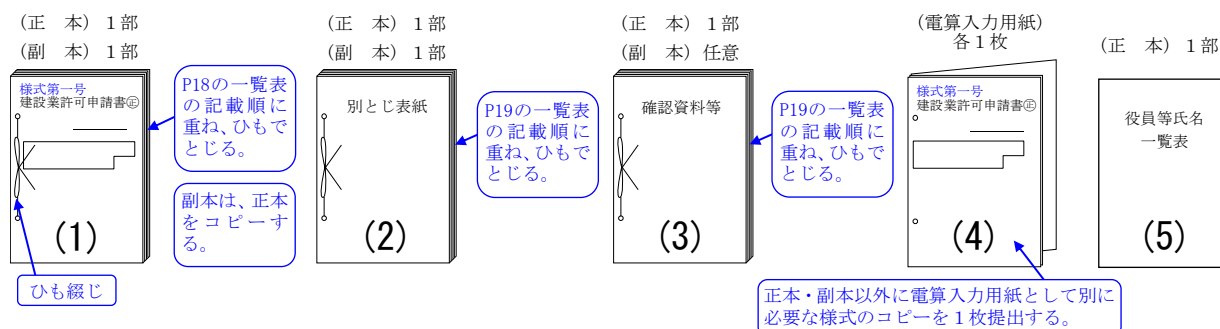 (正　本) 1部
(副　本) 1部
様式第一号
建設業許可申請書㊣
(1)
ひも綴じ
P18の一覧表
の記載順に
重ね、ひもで
とじる。
副本は、正本
をコピーす
る。
(正　本) 1部
(副　本) 1部
別とじ表紙
(2)
P19の一覧表
の記載順に
重ね、ひもで
とじる。
(正　本) 1部
(副　本) 任意
確認資料等
(3)
P19の一覧表
の記載順に
重ね、ひもで
とじる。
(電算入力用紙)
各1枚
様式第一号
建設業許可申請書㊣
(4)
正本・副本以外に電算入力用紙として別に
必要な様式のコピーを1枚提出する。
(正　本) 1部
役員等氏名
一覧表
(5)